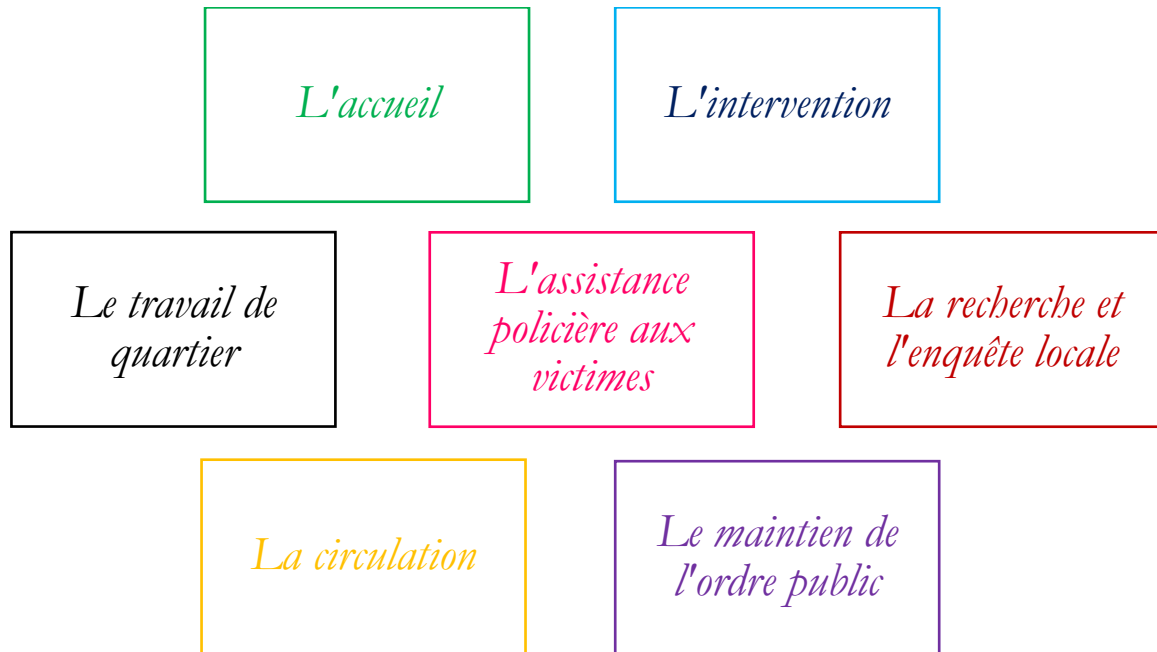 L'accueil
L'intervention
Le travail de
quartier
L'assistance
policière aux
victimes
La recherche et
l'enquête locale
La circulation
Le maintien de
l'ordre public